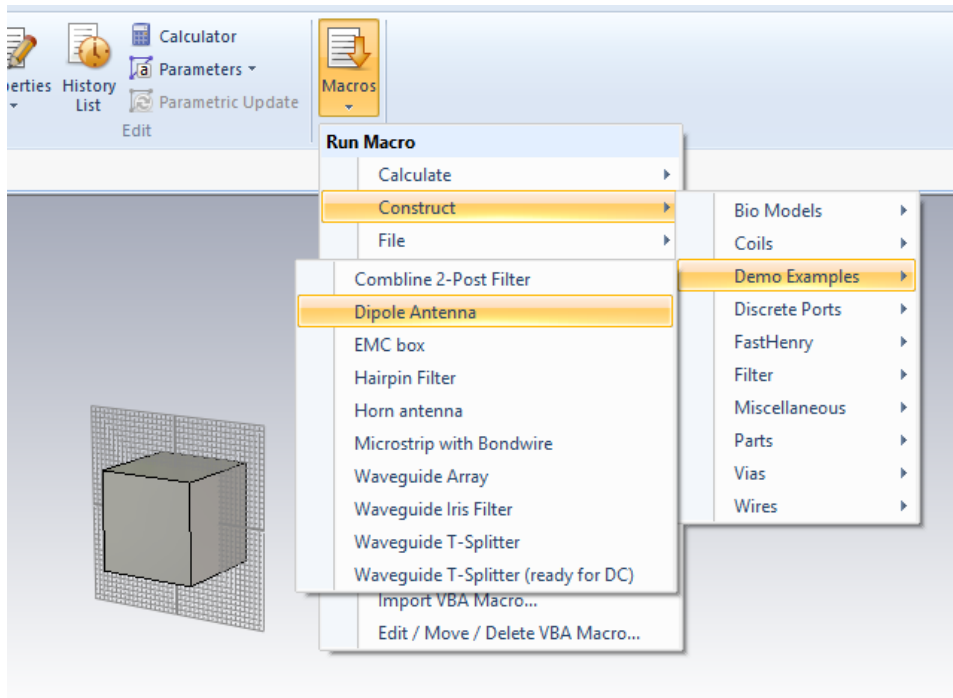 Calculator
Parameters
History
List
Parametric Update
Edit
Macros
Run Macro
Calculate
Construct
File
Import VBA Macro...
Edit / Move / Delete VBA Macro...
Bio Models
Coils
Demo Examples
Discrete Ports
FastHenry
Filter
Miscellaneous
Parts
Vias
Wires
Combline 2-Post Filter
Dipole Antenna
EMC box
Hairpin Filter
Horn antenna
Microstrip with Bondwire
Waveguide Array
Waveguide Iris Filter
Waveguide T-Splitter
Waveguide T-Splitter (ready for DC)